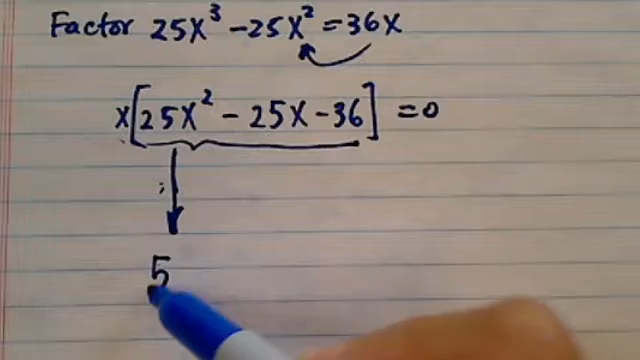 Factor 25x³ - 25x² = 36x
x[25x² - 25x - 36] = 0
5